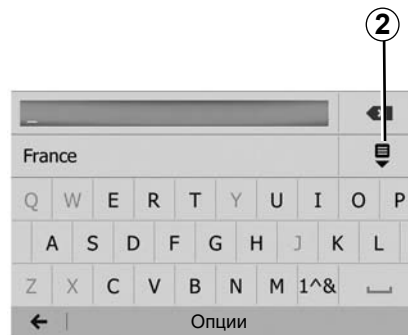 2
_
France
Q W E R T Y U I O P
A S D F G H J K L
Z X C V B N M 1^&
Опции